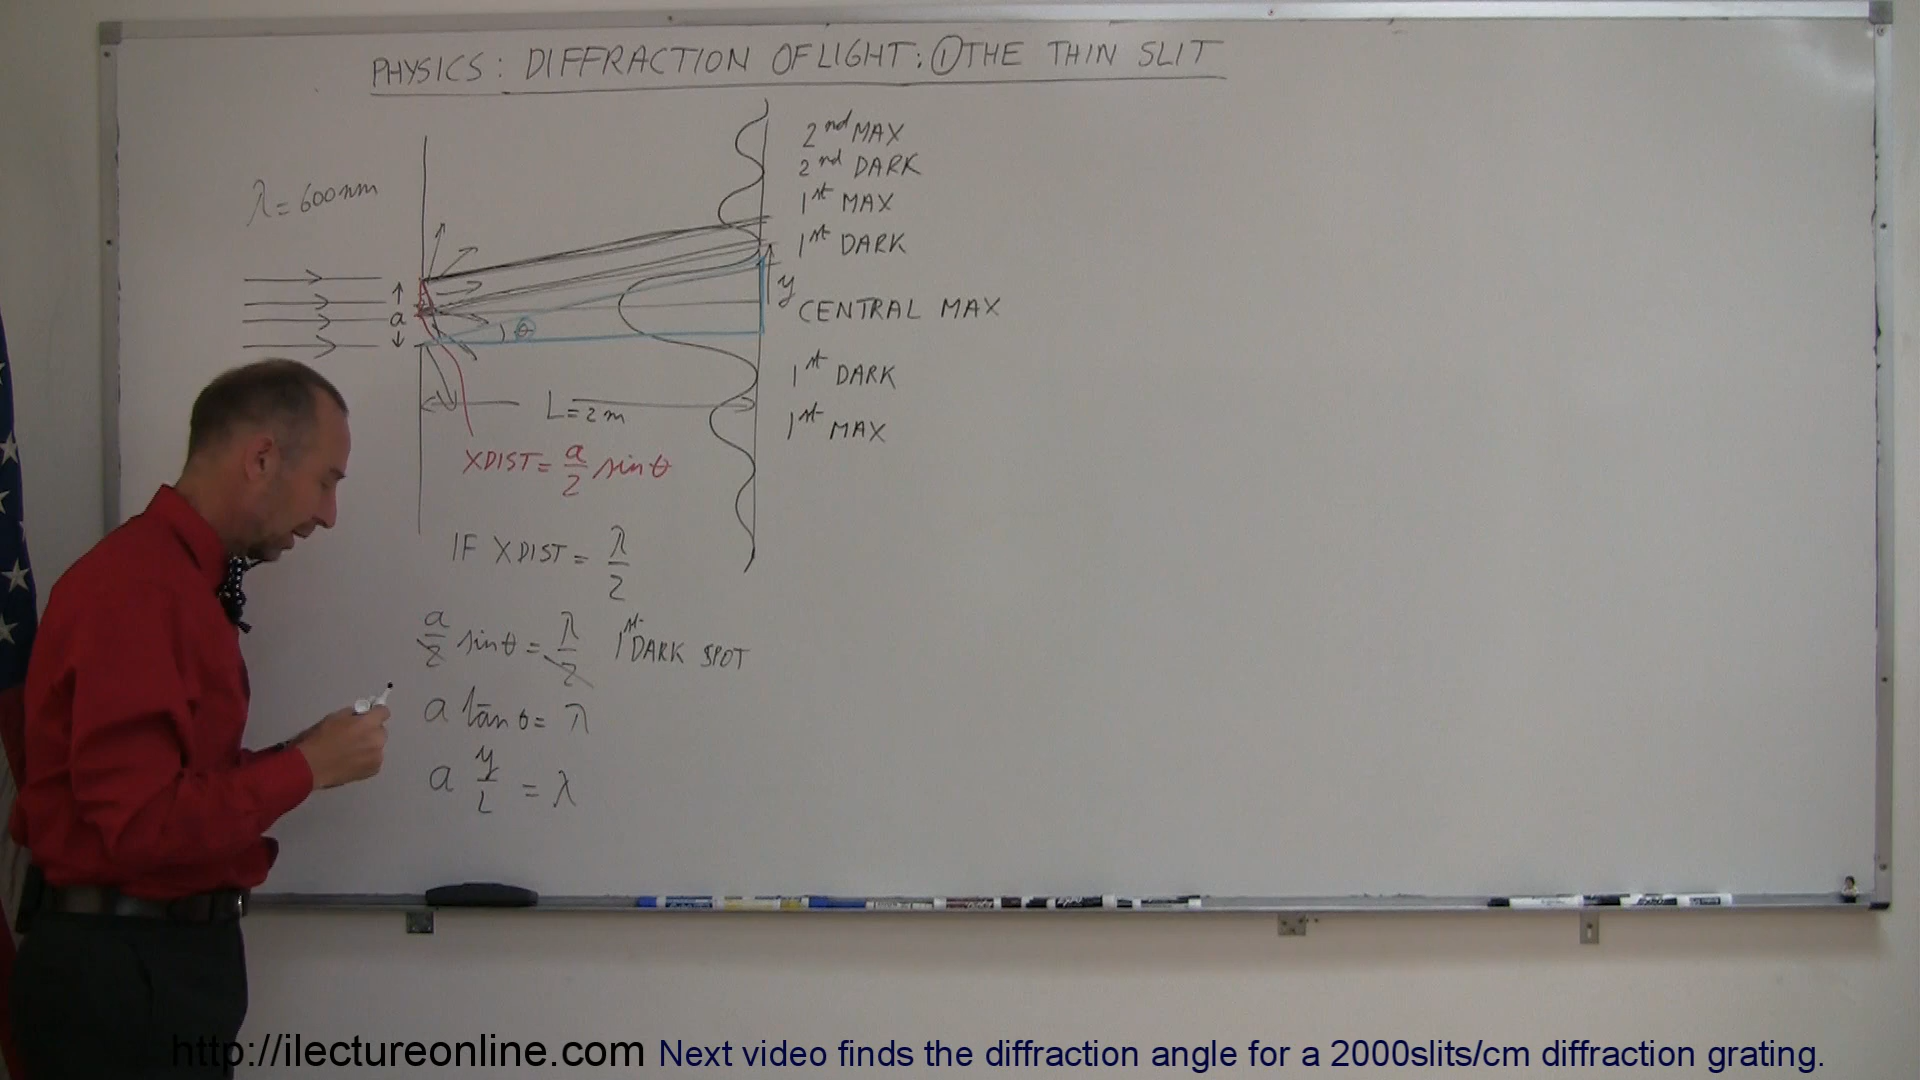 PHYSICS: DIFFRACTION OF LIGHT: ① THE THIN SLIT
2nd MAX
2nd DARK
λ = 600nm
1st MAX
1st DARK
y
a
θ
CENTRAL MAX
1st DARK
L = 2m
1st MAX
XDIST = a/2 sin θ
IF XDIST = λ/2
a/2 sin θ = λ/2 1st DARK SPOT
a tan θ = λ
a y/L = λ
http://ilectureonline.com Next video finds the diffraction angle for a 2000slits/cm diffraction grating.